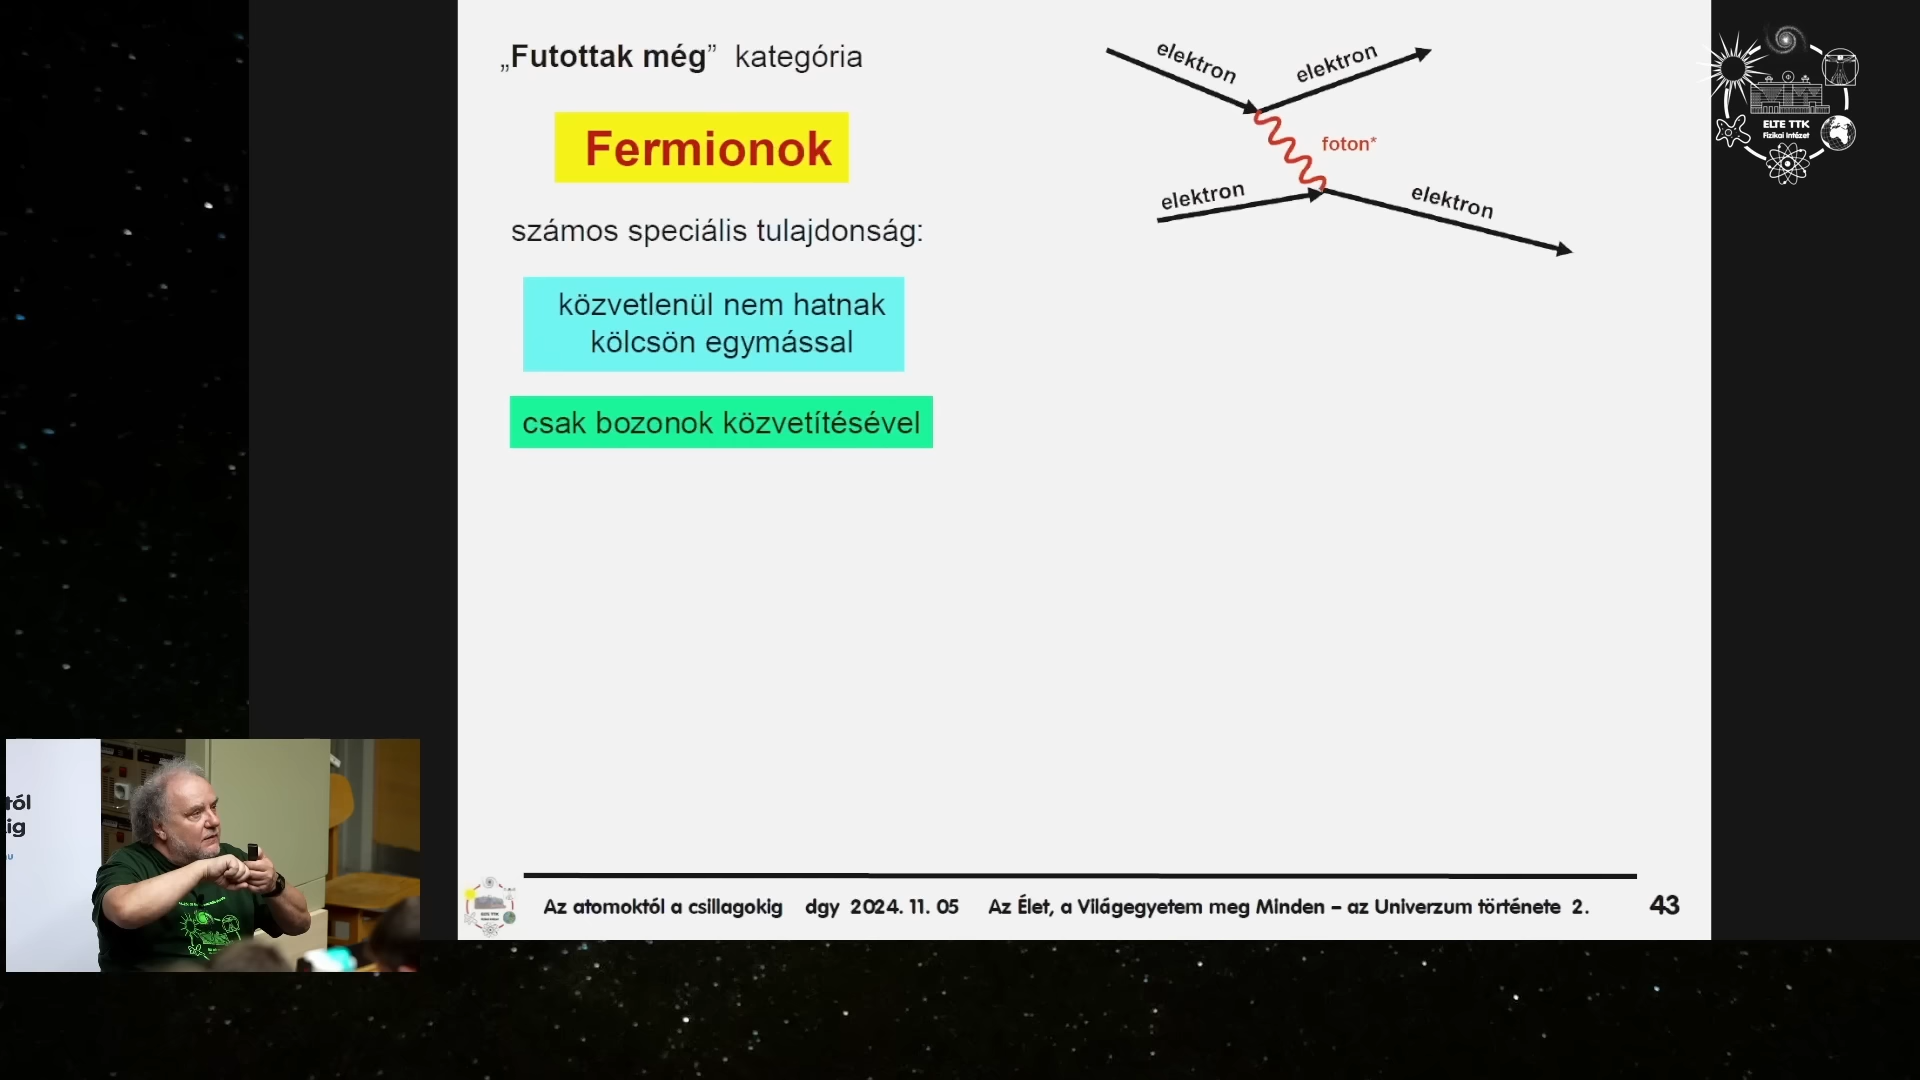 „Futottak még” kategória
Fermionok
számos speciális tulajdonság:
közvetlenül nem hatnak
kölcsön egymással
csak bozonok közvetítésével
elektron
elektron
foton*
elektron
elektron
ELTE TTK
Fizikai Intézet
tól
ig
Az atomoktól a csillagokig dgy 2024. 11. 05 Az Élet, a Világegyetem meg Minden – az Univerzum története 2. 43